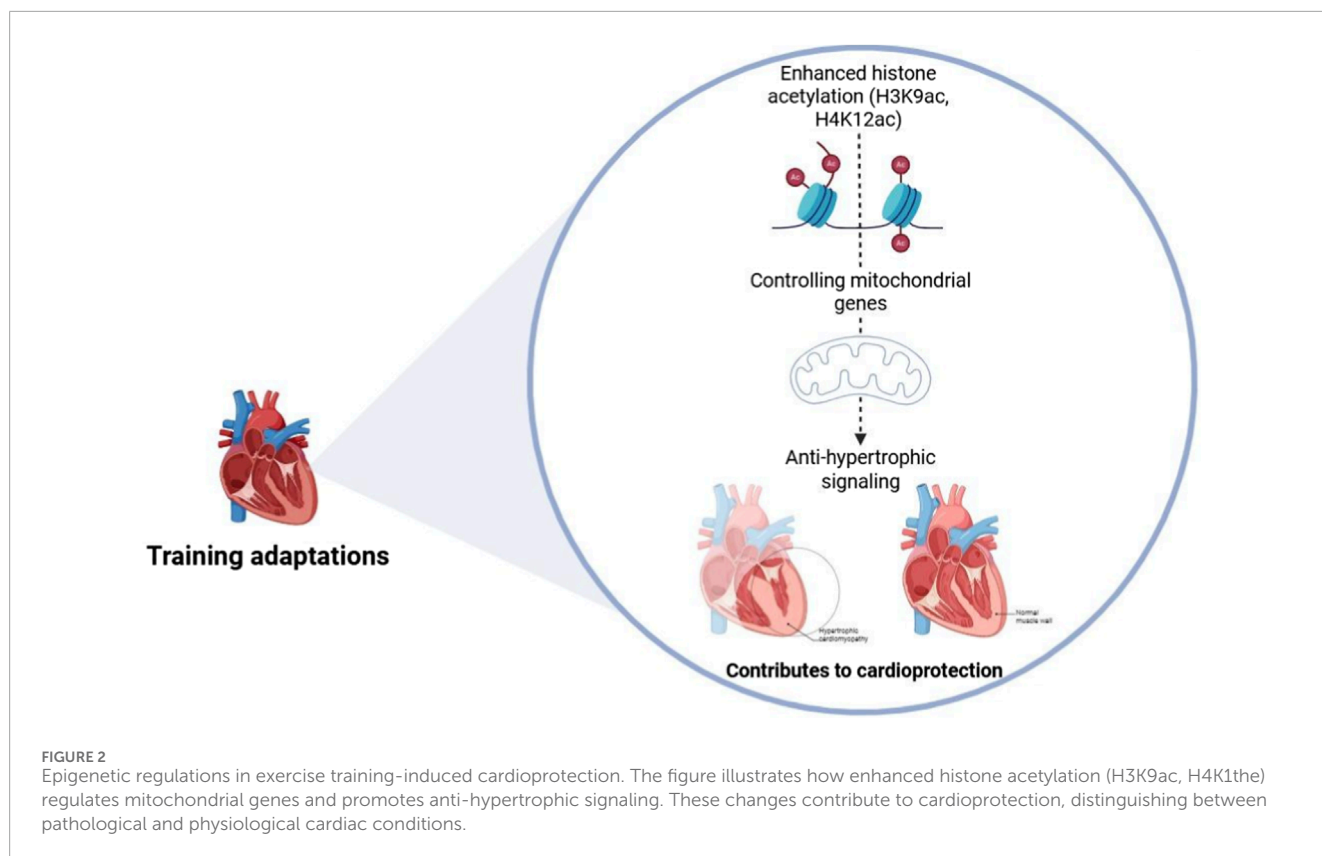 Enhanced histone
acetylation (H3K9ac,
H4K12ac)
Ac
Ac
Ac
Ac
Controlling mitochondrial
genes
Anti-hypertrophic
signaling
Hypertrophic
cardiomyopathy
Normal
muscle wall
Contributes to cardioprotection
Training adaptations
FIGURE 2
Epigenetic regulations in exercise training-induced cardioprotection. The figure illustrates how enhanced histone acetylation (H3K9ac, H4K1the)
regulates mitochondrial genes and promotes anti-hypertrophic signaling. These changes contribute to cardioprotection, distinguishing between
pathological and physiological cardiac conditions.